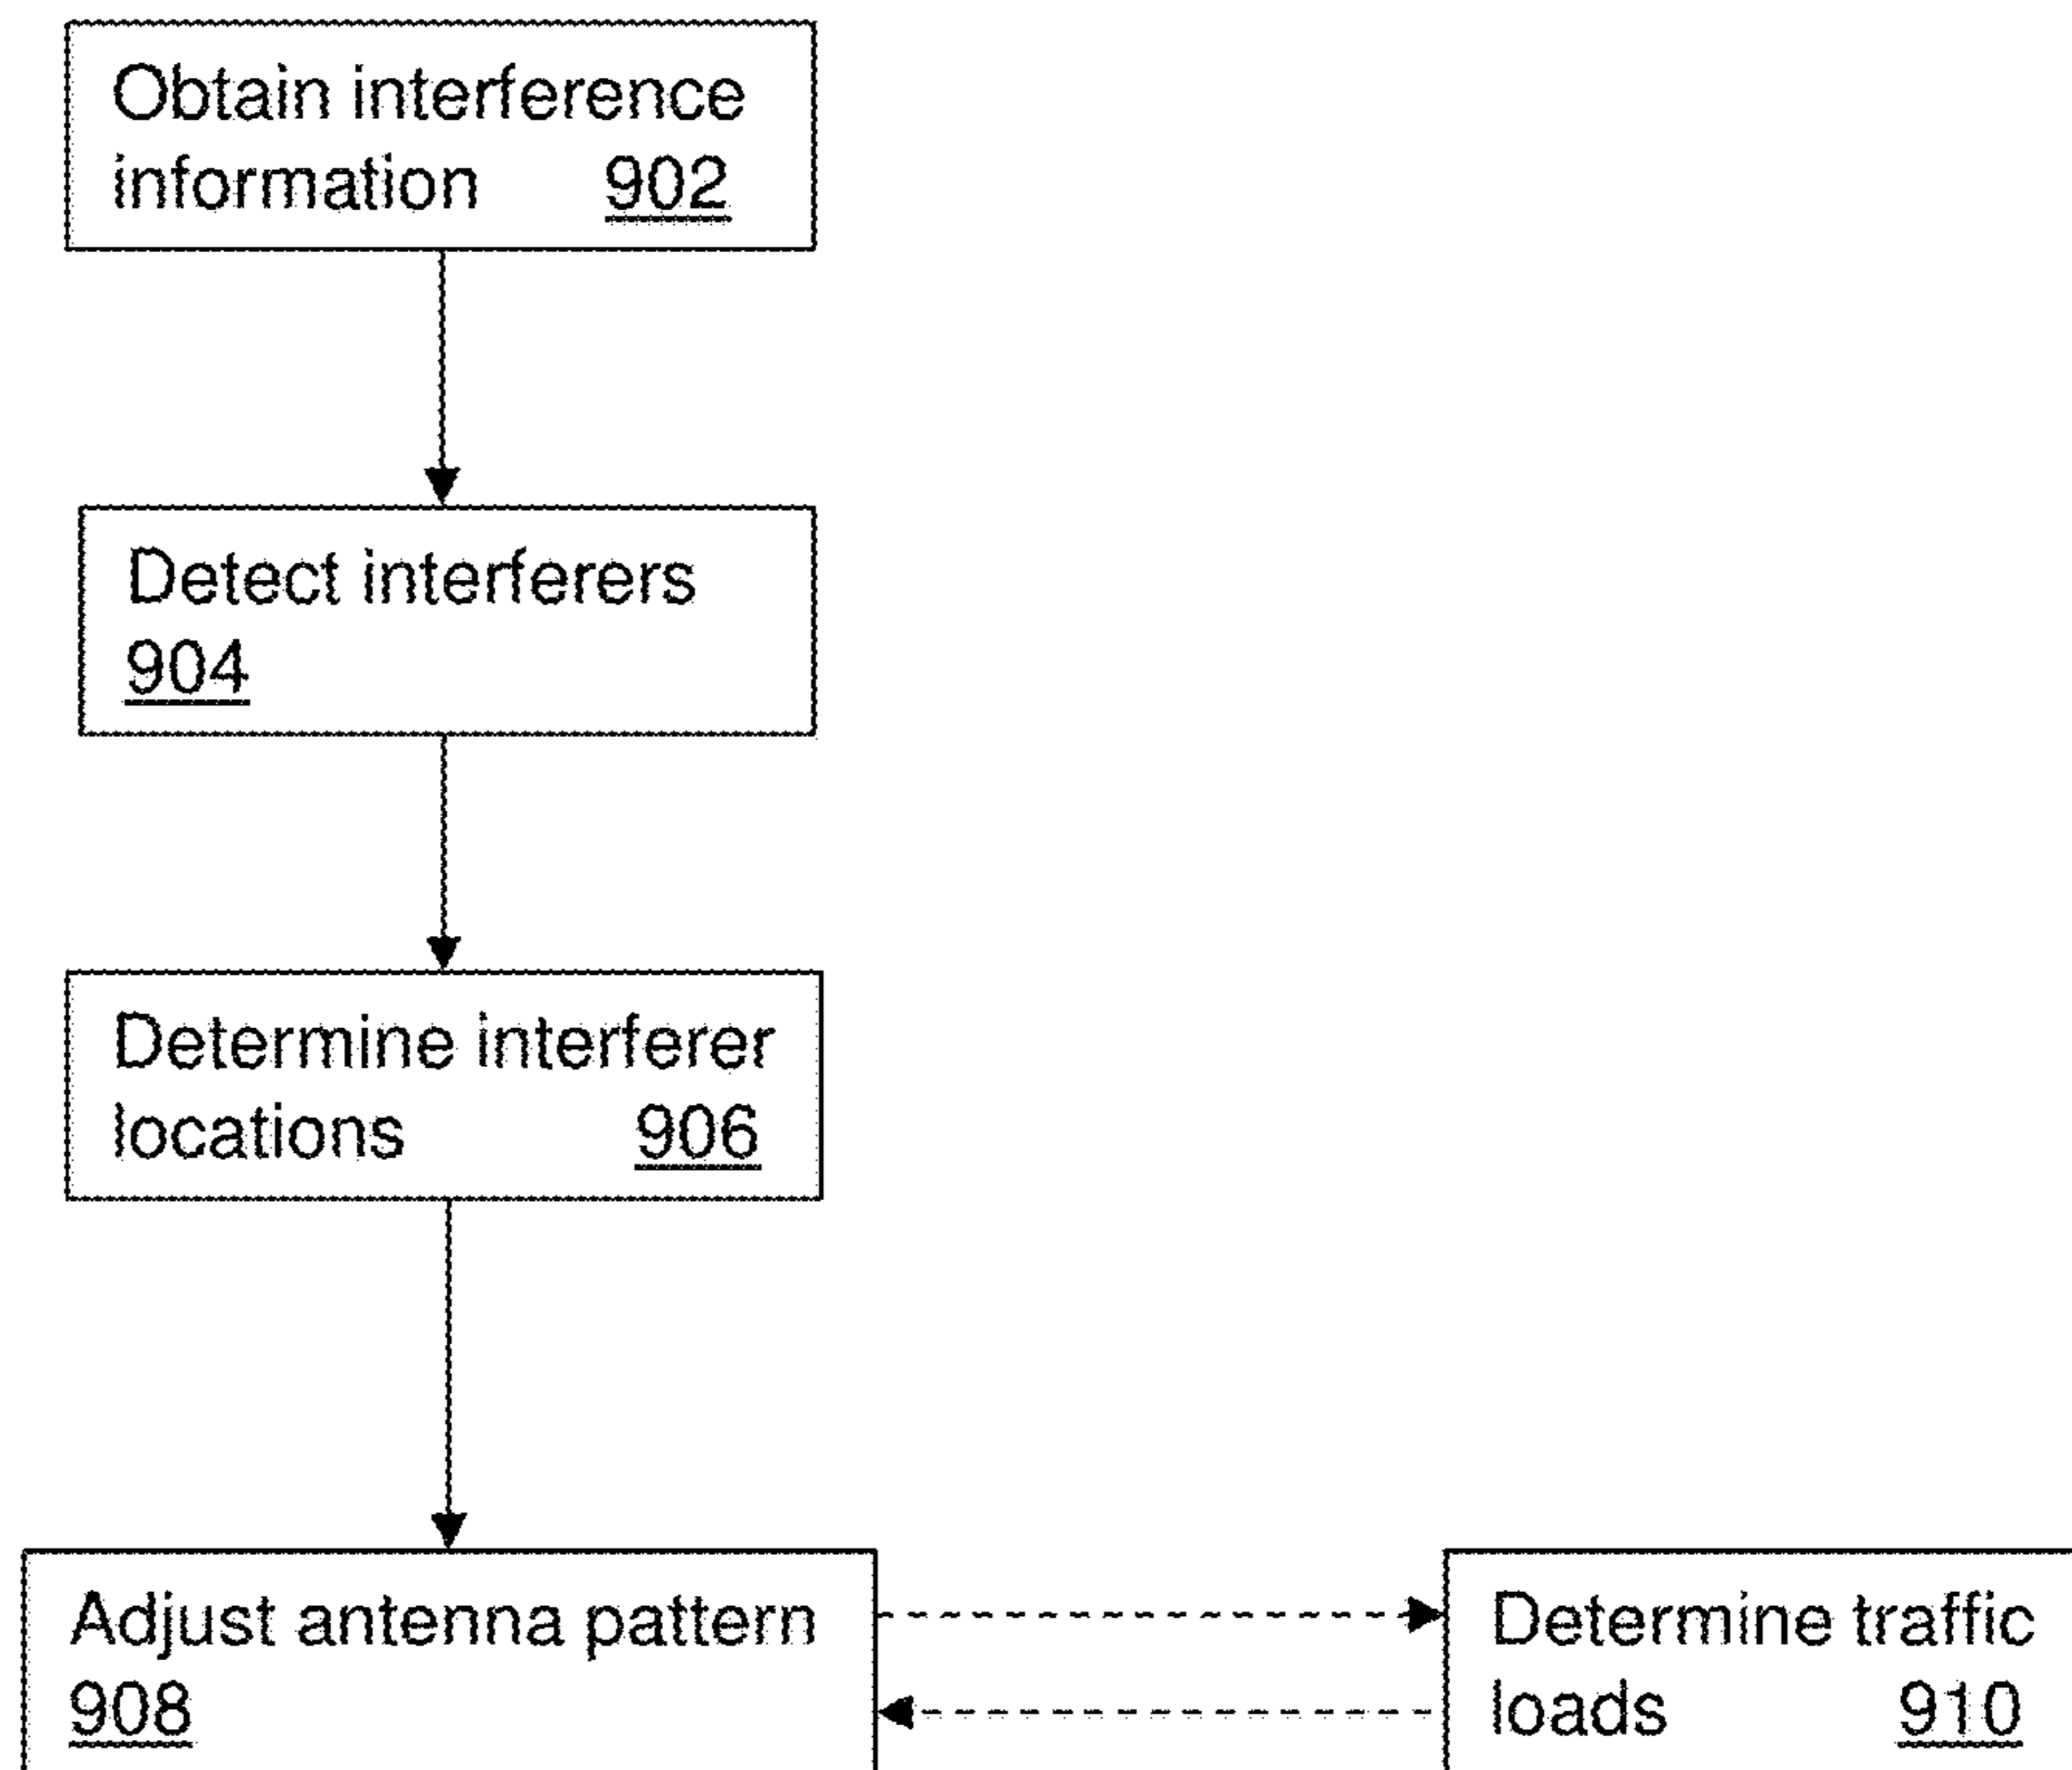 Obtain interference
information 902
Detect interferers
904
Determine interferer
locations 906
Adjust antenna pattern
908
Determine traffic
loads 910